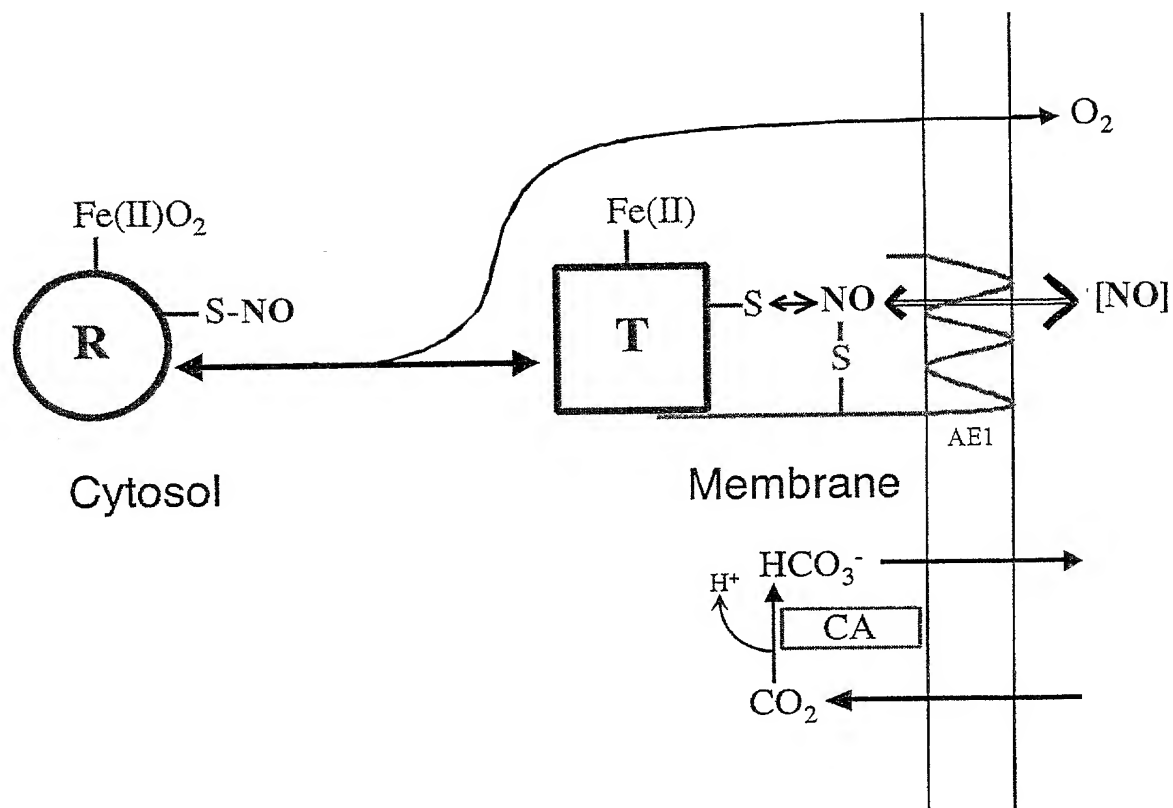 O₂
Fe(II)O₂
Fe(II)
S-NO
R
T
S
NO
[NO]
S
AE1
Cytosol
Membrane
H⁺
HCO₃⁻
CA
CO₂